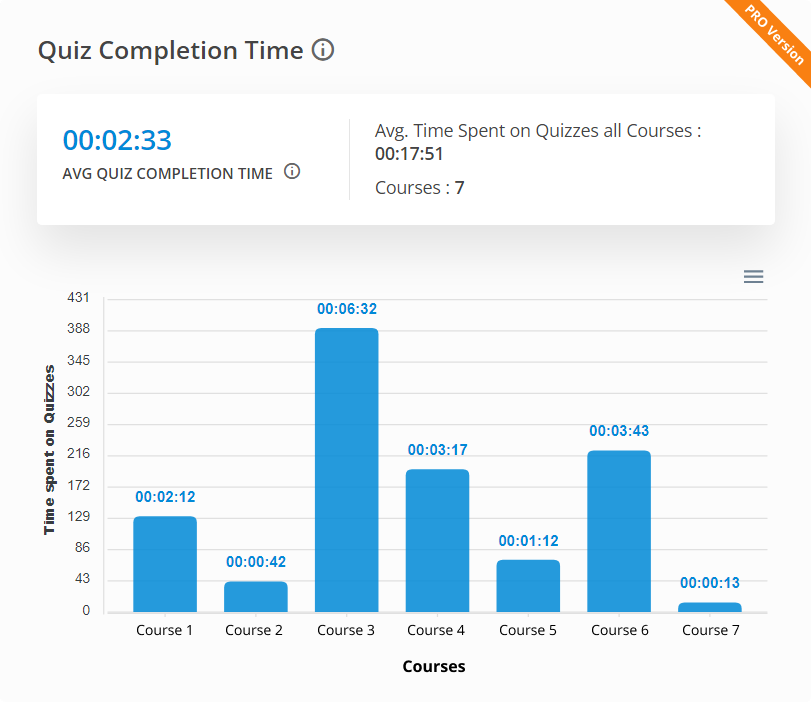 PRO Version
Quiz Completion Time
00:02:33
AVG QUIZ COMPLETION TIME
Avg. Time Spent on Quizzes all Courses :
00:17:51
Courses : 7
Time spent on Quizzes
431
388
345
302
259
216
172
129
86
43
0
00:02:12
00:00:42
00:06:32
00:03:17
00:01:12
00:03:43
00:00:13
Course 1 Course 2 Course 3 Course 4 Course 5 Course 6 Course 7
Courses